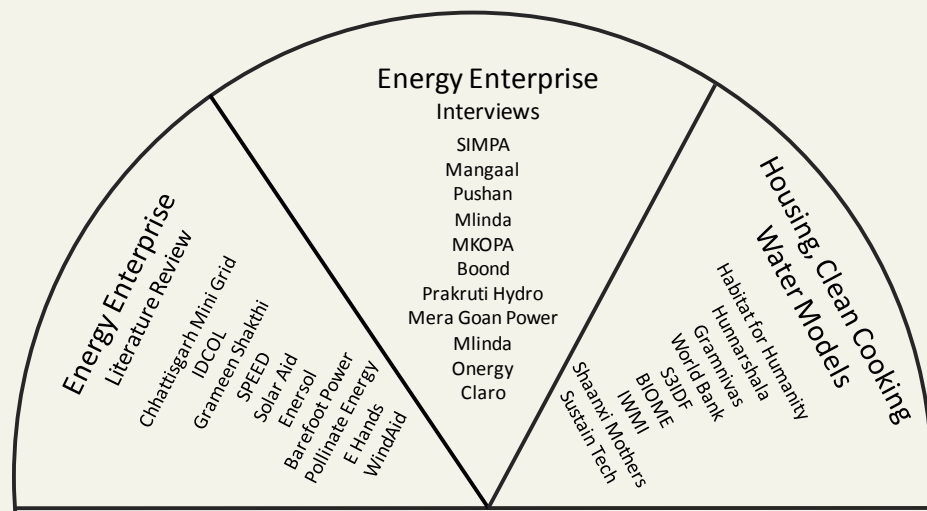 Energy Enterprise
Literature Review
Chhattisgarh Mini Grid
IDCOL
Grameen Shakthi
SPEED
Solar Aid
Enersol
Barefoot Power
Pollinate Energy
E Hands
WindAid
Energy Enterprise
Interviews
SIMPA
Mangaal
Pushan
Mlinda
MKOPA
Boond
Prakruti Hydro
Mera Goan Power
Mlinda
Onergy
Claro
Housing, Clean Cooking
Water Models
Habitat for Humanity
Hunnarshala
Gramnivas
World Bank
S3IDF
BIOME
IWMI
Shaanxi Mothers
Sustain Tech